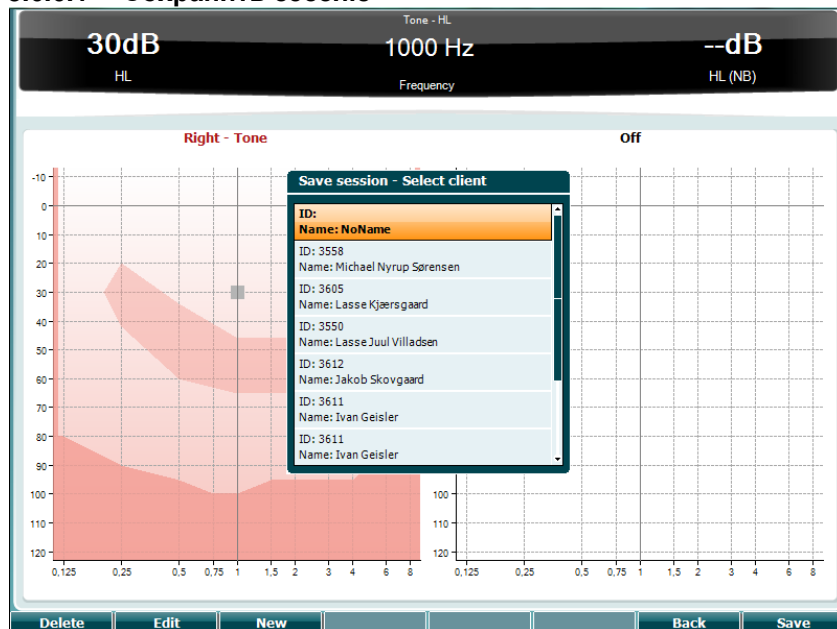 Tone - HL
30dB
1000 Hz
--dB
HL
Frequency
HL (NB)
Right - Tone
Off
Save session - Select client
ID:
Name: NoName
ID: 3558
Name: Michael Nyrup Sørensen
ID: 3605
Name: Lasse Kjærsgaard
ID: 3550
Name: Lasse Juul Villadsen
ID: 3612
Name: Jakob Skovgaard
ID: 3611
Name: Ivan Geisler
ID: 3611
Name: Ivan Geisler
-10
0
10
20
30
40
50
60
70
80
90
100
110
120
0,125 0,25 0,5 0,75 1 1,5 2 3 4 6 8
100
110
120
0,125 0,25 0,5 0,75 1 1,5 2 3 4 6 8
Delete Edit New Back Save